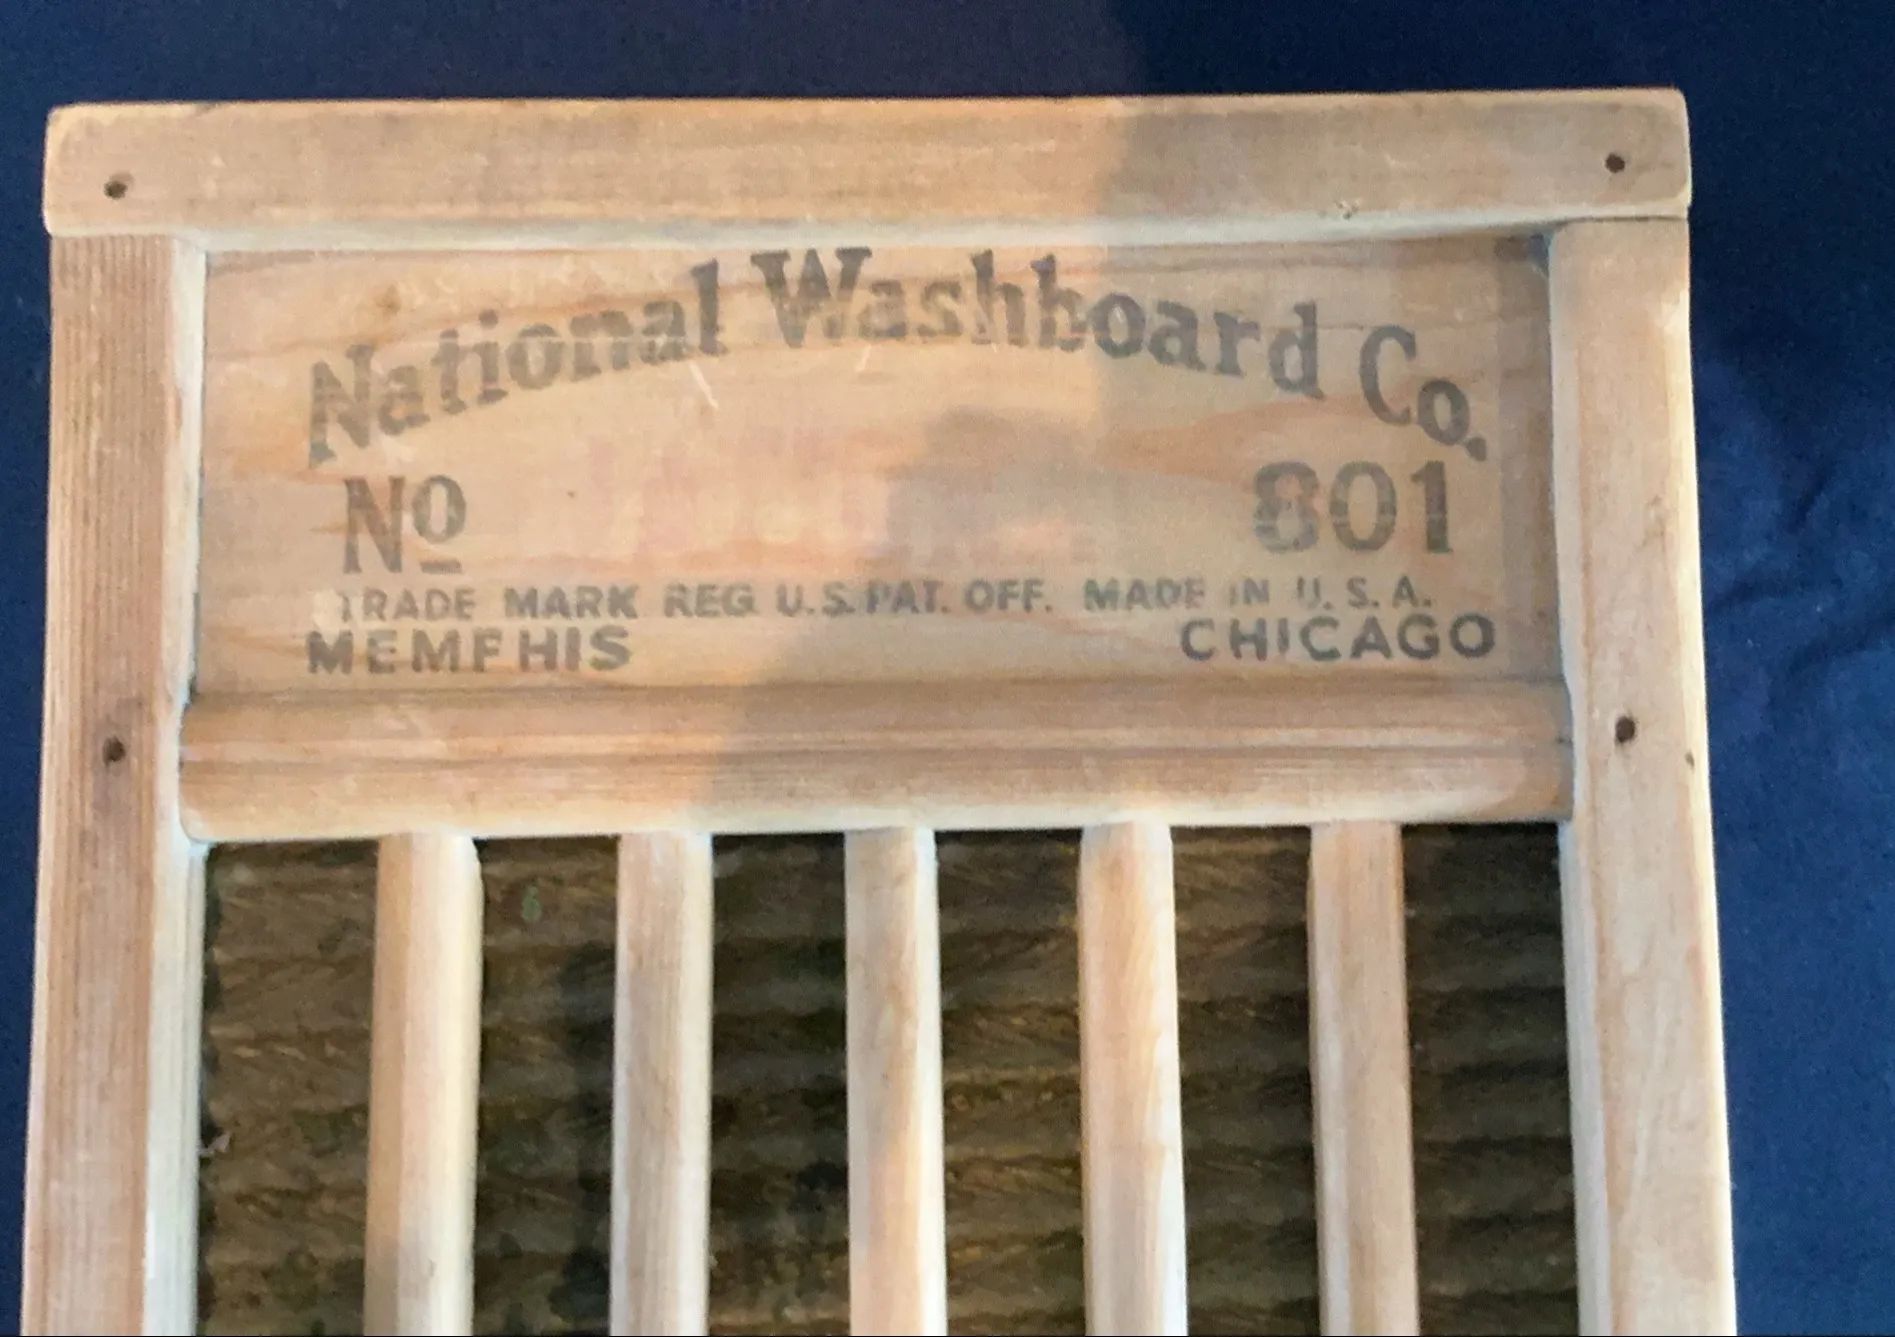 National Washboard Co.
No 801
TRADE MARK REG U.S. PAT. OFF. MADE IN U.S.A.
MEMPHIS CHICAGO